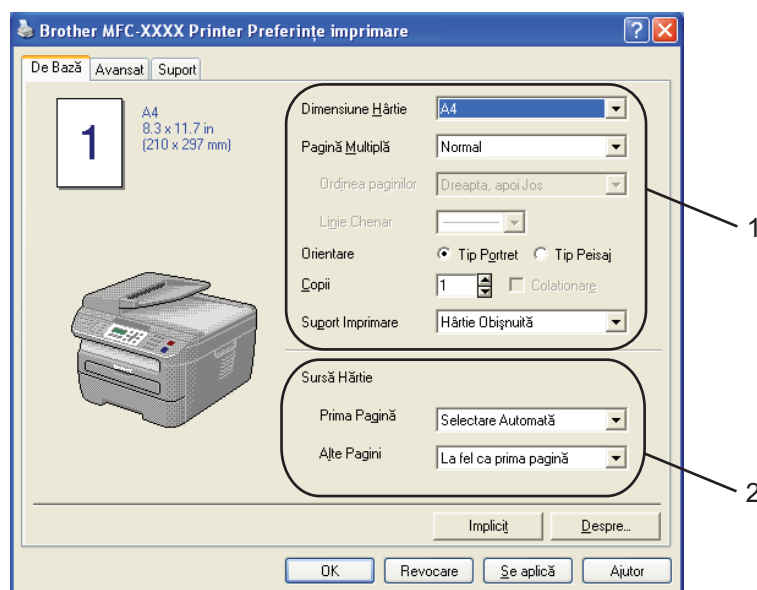 Brother MFC-XXXX Printer Preferințe imprimare
De Bază Avansat Suport
1
A4
8.3 x 11.7 in
(210 x 297 mm)
Dimensiune Hârtie A4
Pagină Multiplă Normal
Ordinea paginilor Dreapta, apoi Jos
Linie Chenar
Orientare Tip Portret Tip Peisaj
Copii 1 Colationare
Suport Imprimare Hârtie Obişnuită
1
Sursă Hărtie
Prima Pagină Selectare Automată
Alte Pagini La fel ca prima pagină
2
Implicit Despre...
OK Revocare Se aplică Ajutor